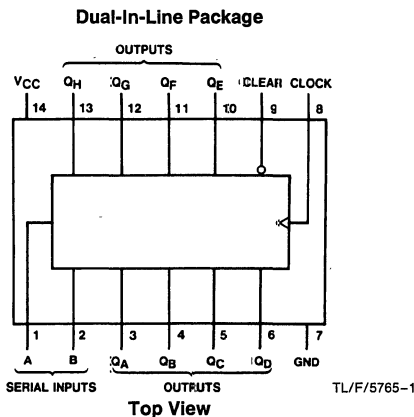 Dual-In-Line Package
OUTPUTS
VCC QH QG QF QE CLEAR CLOCK
14 13 12 11 10 9 8
1 2 3 4 5 6 7
A B QA QB QC QD GND
SERIAL INPUTS OUTPUTS TL/F/5765-1
Top View